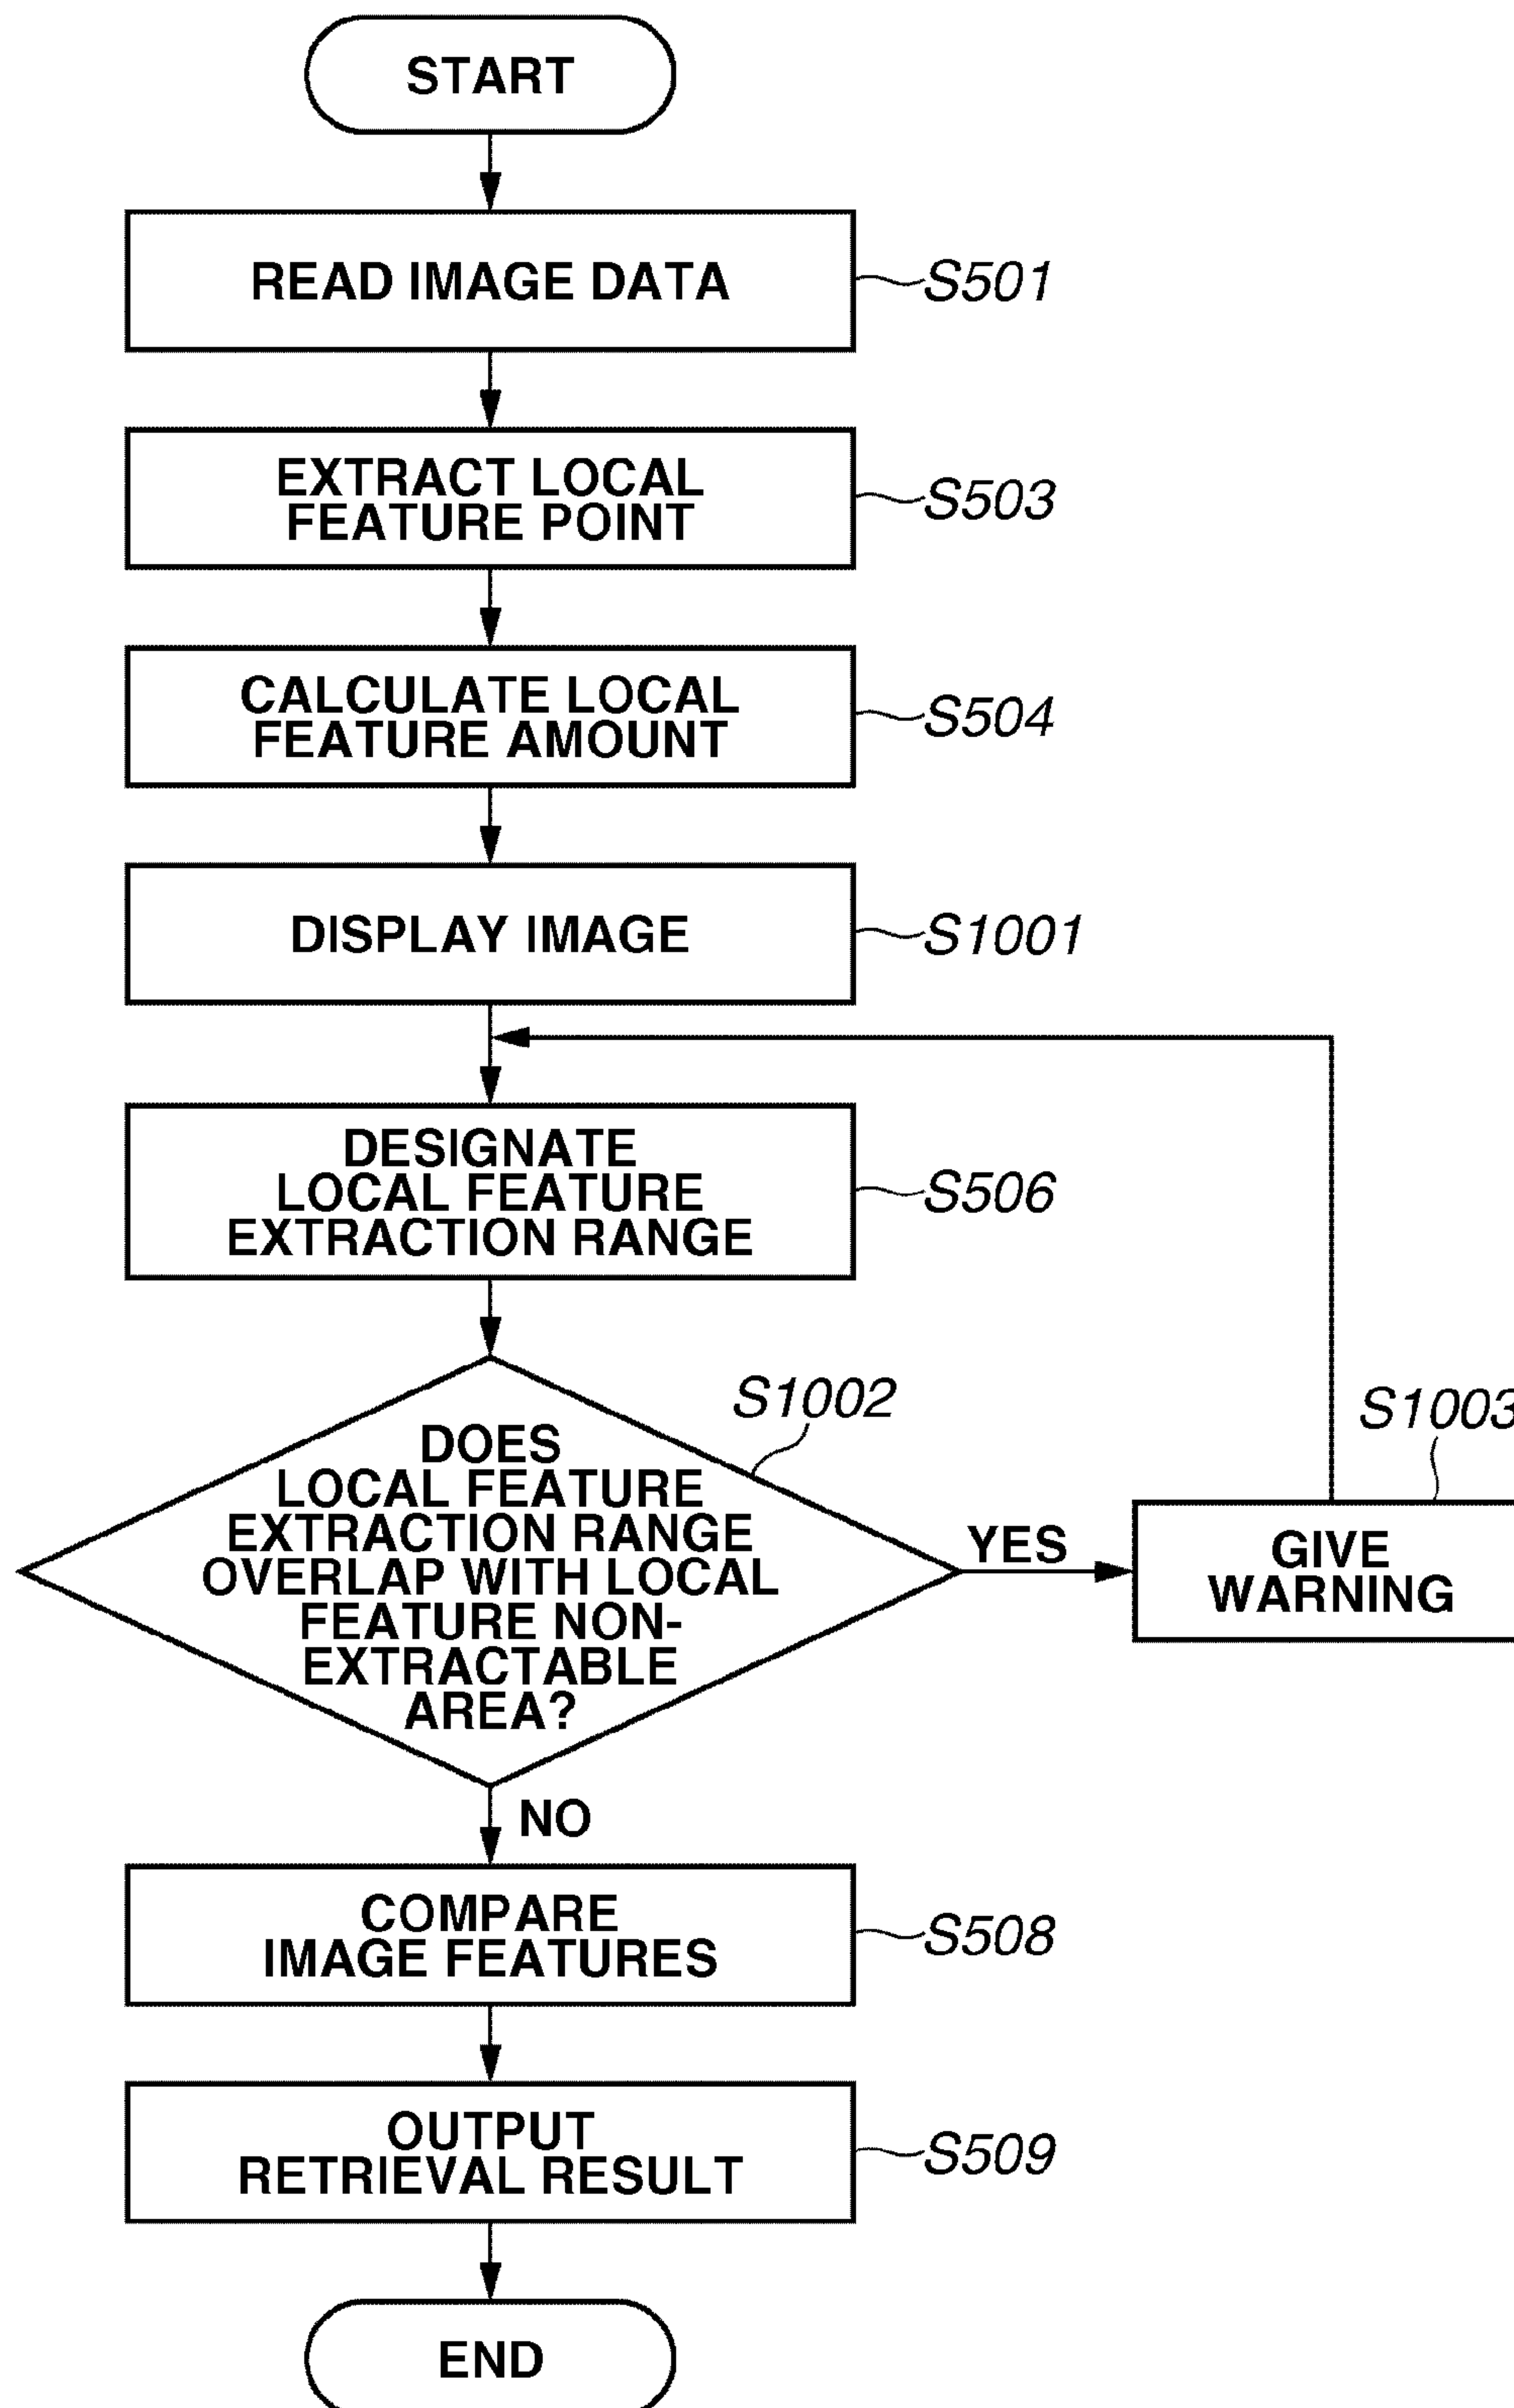 START
READ IMAGE DATA
S501
EXTRACT LOCAL
FEATURE POINT
S503
CALCULATE LOCAL
FEATURE AMOUNT
S504
DISPLAY IMAGE
S1001
DESIGNATE
LOCAL FEATURE
EXTRACTION RANGE
S506
DOES
LOCAL FEATURE
EXTRACTION RANGE
OVERLAP WITH LOCAL
FEATURE NON-
EXTRACTABLE
AREA?
S1002
YES
S1003
GIVE
WARNING
NO
COMPARE
IMAGE FEATURES
S508
OUTPUT
RETRIEVAL RESULT
S509
END